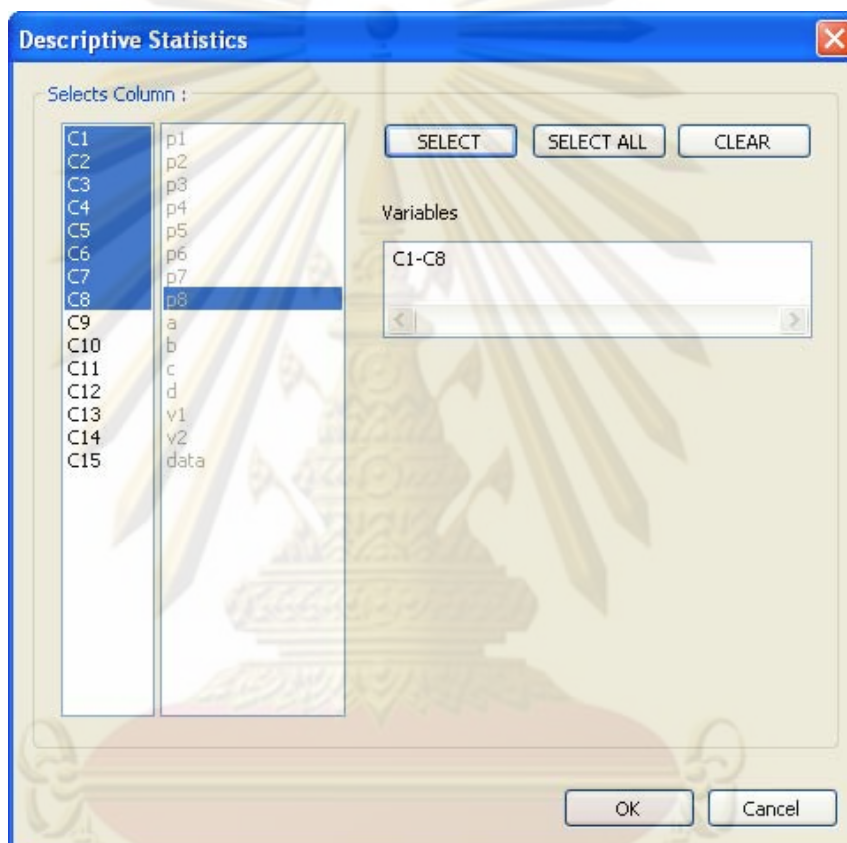 Descriptive Statistics
Selects Column :
C1 p1
C2 p2
C3 p3
C4 p4
C5 p5
C6 p6
C7 p7
C8 p8
C9 a
C10 b
C11 c
C12 d
C13 v1
C14 v2
C15 data
SELECT SELECT ALL CLEAR
Variables
C1-C8
OK Cancel